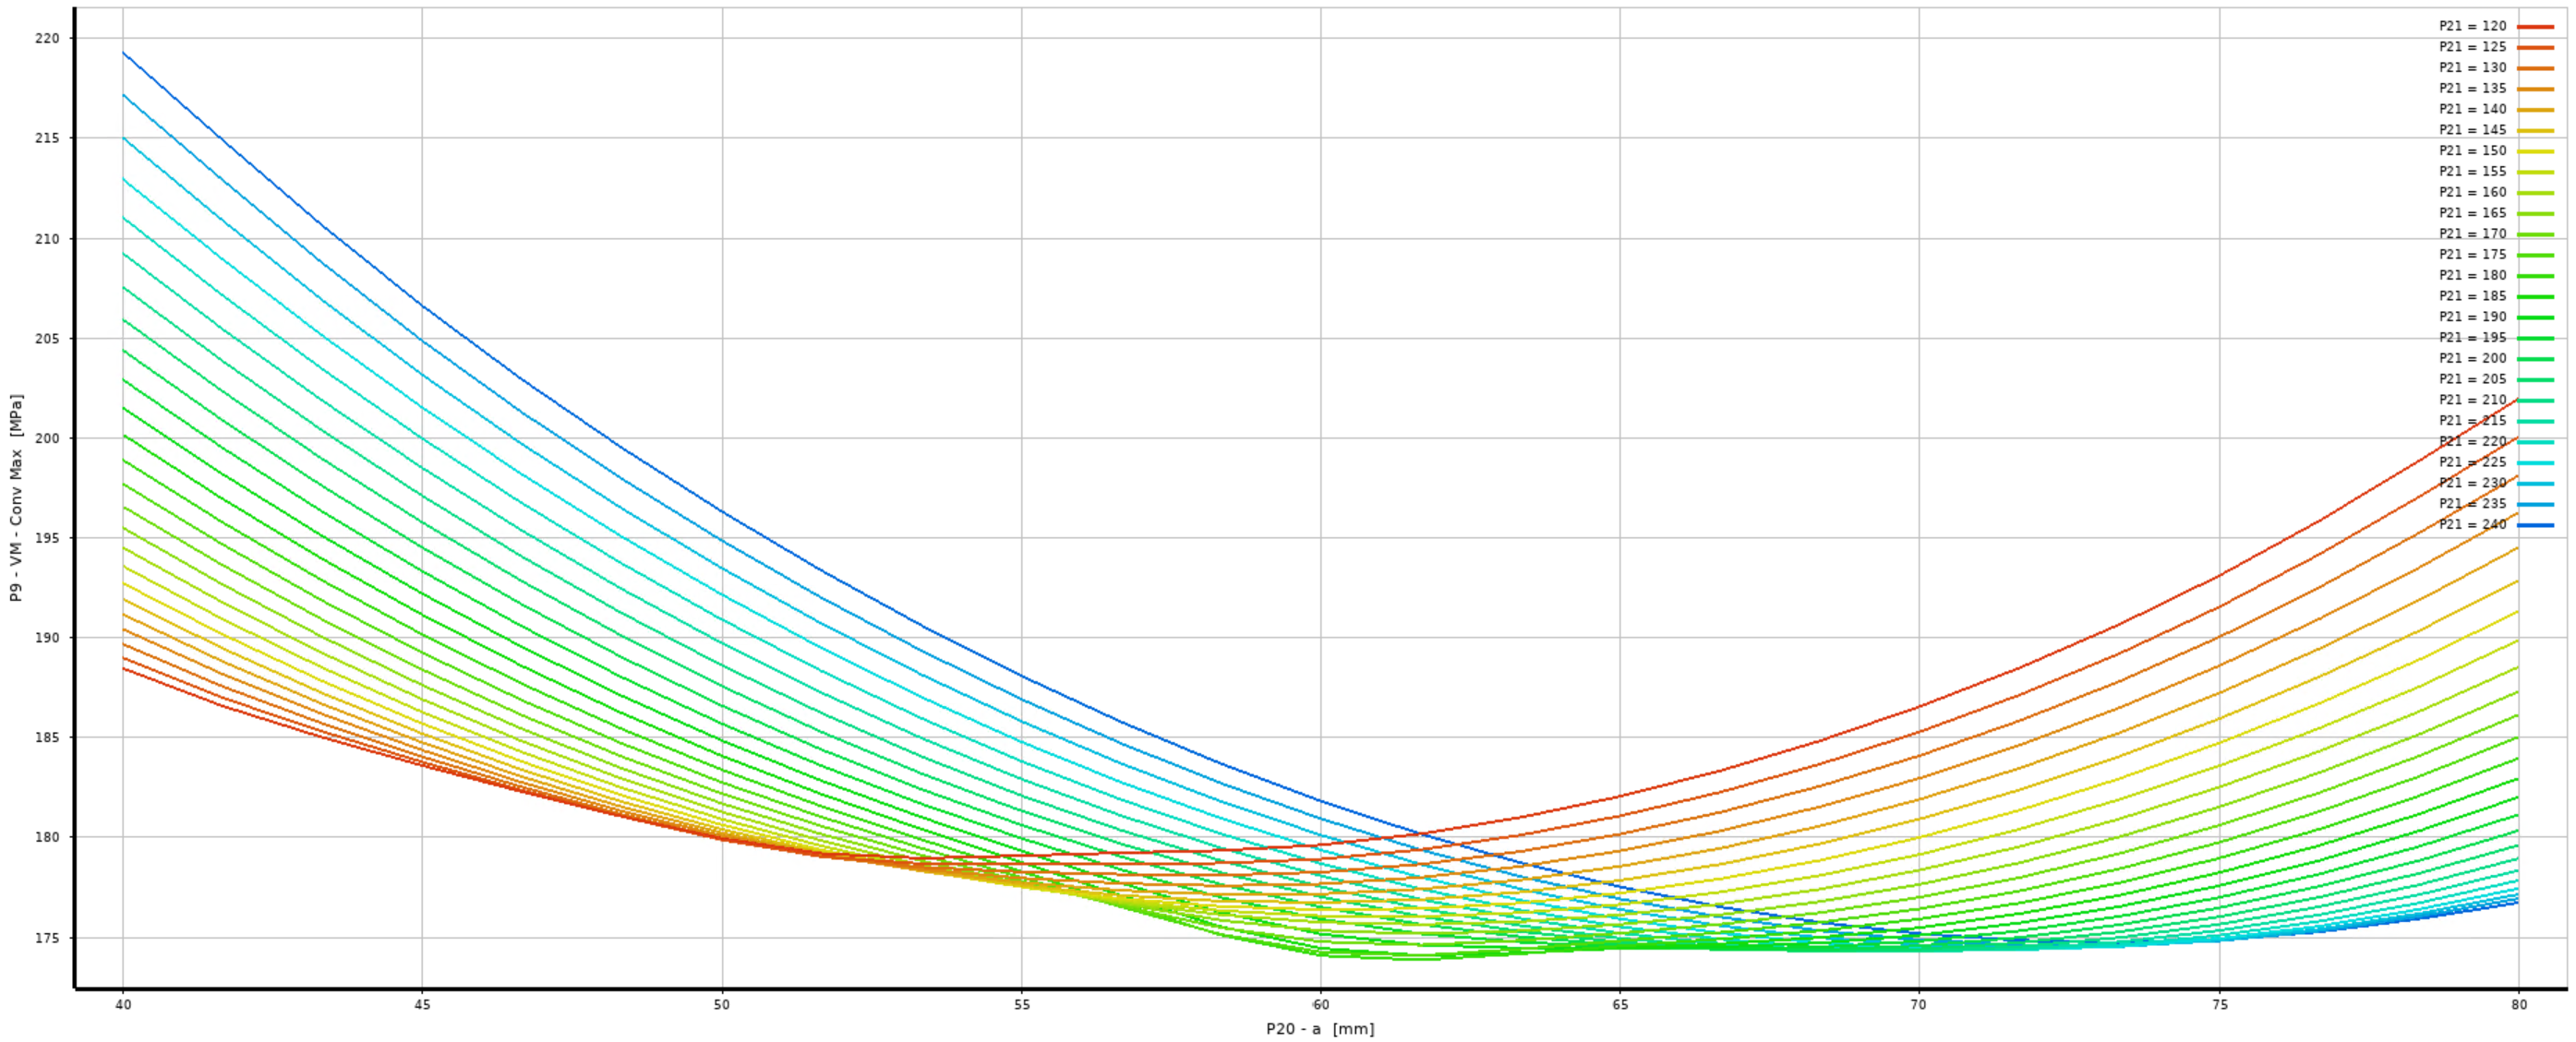 P9 - VM - Conv Max [MPa]
220
215
210
205
200
195
190
185
180
175
40
45
50
55
60
65
70
75
80
P20 - a [mm]
P21 = 120
P21 = 125
P21 = 130
P21 = 135
P21 = 140
P21 = 145
P21 = 150
P21 = 155
P21 = 160
P21 = 165
P21 = 170
P21 = 175
P21 = 180
P21 = 185
P21 = 190
P21 = 195
P21 = 200
P21 = 205
P21 = 210
P21 = 215
P21 = 220
P21 = 225
P21 = 230
P21 = 235
P21 = 240